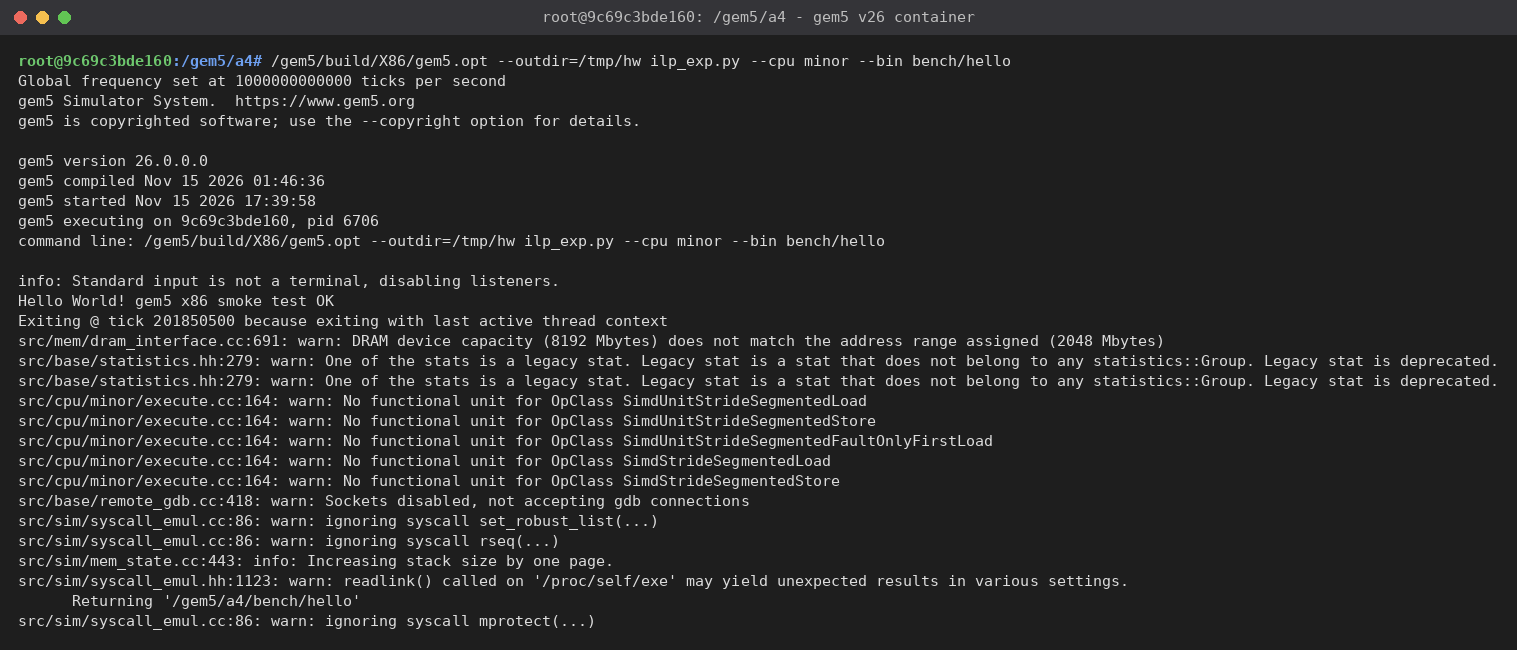 root@9c69c3bde160: /gem5/a4 - gem5 v26 container
root@9c69c3bde160:/gem5/a4# /gem5/build/X86/gem5.opt --outdir=/tmp/hw ilp_exp.py --cpu minor --bin bench/hello
Global frequency set at 1000000000000 ticks per second
gem5 Simulator System.  https://www.gem5.org
gem5 is copyrighted software; use the --copyright option for details.

gem5 version 26.0.0.0
gem5 compiled Nov 15 2026 01:46:36
gem5 started Nov 15 2026 17:39:58
gem5 executing on 9c69c3bde160, pid 6706
command line: /gem5/build/X86/gem5.opt --outdir=/tmp/hw ilp_exp.py --cpu minor --bin bench/hello

info: Standard input is not a terminal, disabling listeners.
Hello World! gem5 x86 smoke test OK
Exiting @ tick 201850500 because exiting with last active thread context
src/mem/dram_interface.cc:691: warn: DRAM device capacity (8192 Mbytes) does not match the address range assigned (2048 Mbytes)
src/base/statistics.hh:279: warn: One of the stats is a legacy stat. Legacy stat is a stat that does not belong to any statistics::Group. Legacy stat is deprecated.
src/base/statistics.hh:279: warn: One of the stats is a legacy stat. Legacy stat is a stat that does not belong to any statistics::Group. Legacy stat is deprecated.
src/cpu/minor/execute.cc:164: warn: No functional unit for OpClass SimdUnitStrideSegmentedLoad
src/cpu/minor/execute.cc:164: warn: No functional unit for OpClass SimdUnitStrideSegmentedStore
src/cpu/minor/execute.cc:164: warn: No functional unit for OpClass SimdUnitStrideSegmentedFaultOnlyFirstLoad
src/cpu/minor/execute.cc:164: warn: No functional unit for OpClass SimdStrideSegmentedLoad
src/cpu/minor/execute.cc:164: warn: No functional unit for OpClass SimdStrideSegmentedStore
src/base/remote_gdb.cc:418: warn: Sockets disabled, not accepting gdb connections
src/sim/syscall_emul.cc:86: warn: ignoring syscall set_robust_list(...)
src/sim/syscall_emul.cc:86: warn: ignoring syscall rseq(...)
src/sim/mem_state.cc:443: info: Increasing stack size by one page.
src/sim/syscall_emul.hh:1123: warn: readlink() called on '/proc/self/exe' may yield unexpected results in various settings.
      Returning '/gem5/a4/bench/hello'
src/sim/syscall_emul.cc:86: warn: ignoring syscall mprotect(...)